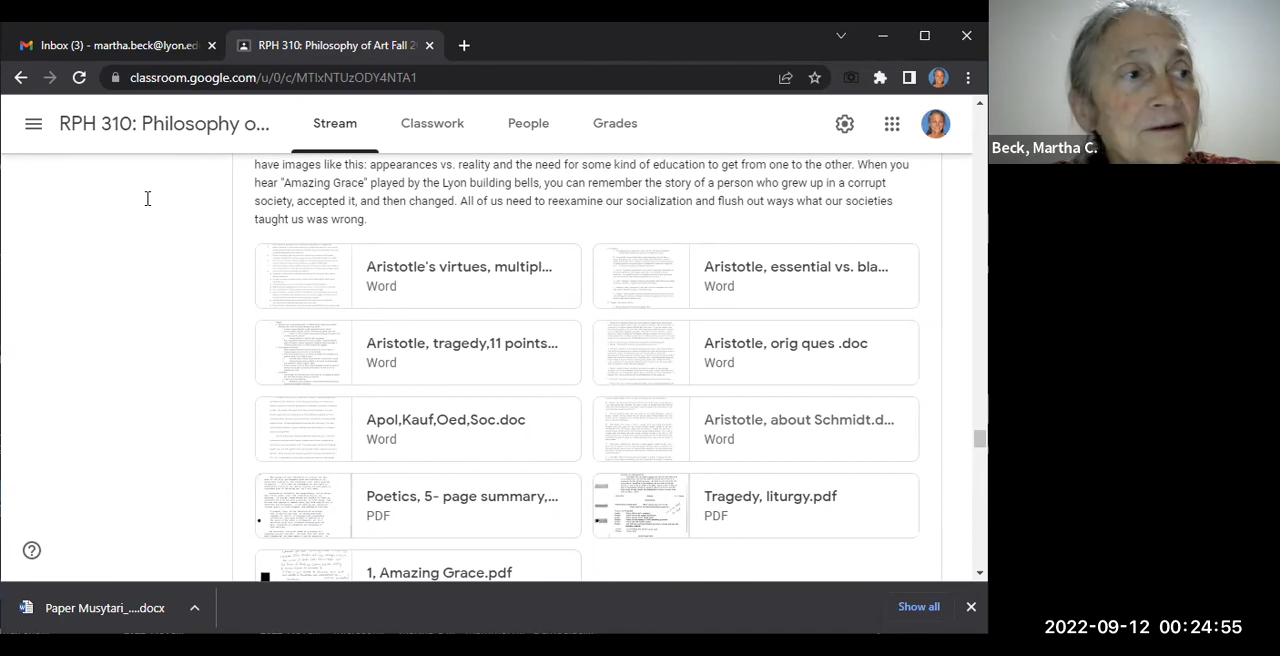 Inbox (3) - martha.beck@lyon.ed
RPH 310: Philosophy of Art Fall 2
classroom.google.com/u/0/c/MTIxNTUzODY4NTA1
RPH 310: Philosophy o...
Stream
Classwork
People
Grades
Beck, Martha C.
have images like this: appearances vs. reality and the need for some kind of education to get from one to the other. When you
hear "Amazing Grace" played by the Lyon building bells, you can remember the story of a person who grew up in a corrupt
society, accepted it, and then changed. All of us need to reexamine our socialization and flush out ways what our societies
taught us was wrong.
Aristotle's virtues, multipl...
Word
Aristotle, essential vs. bla...
Word
Aristotle, tragedy,11 points...
Word
Aristotle, orig ques .doc
Word
Apol,Kauf,Oed,Soc.doc
Word
Aristotle, about Schmidt.d...
Word
Poetics, 5- page summary,...
PDF
Tragedy, liturgy.pdf
PDF
1, Amazing Grace.pdf
Paper Musytari_....docx
Show all
2022-09-12 00:24:55